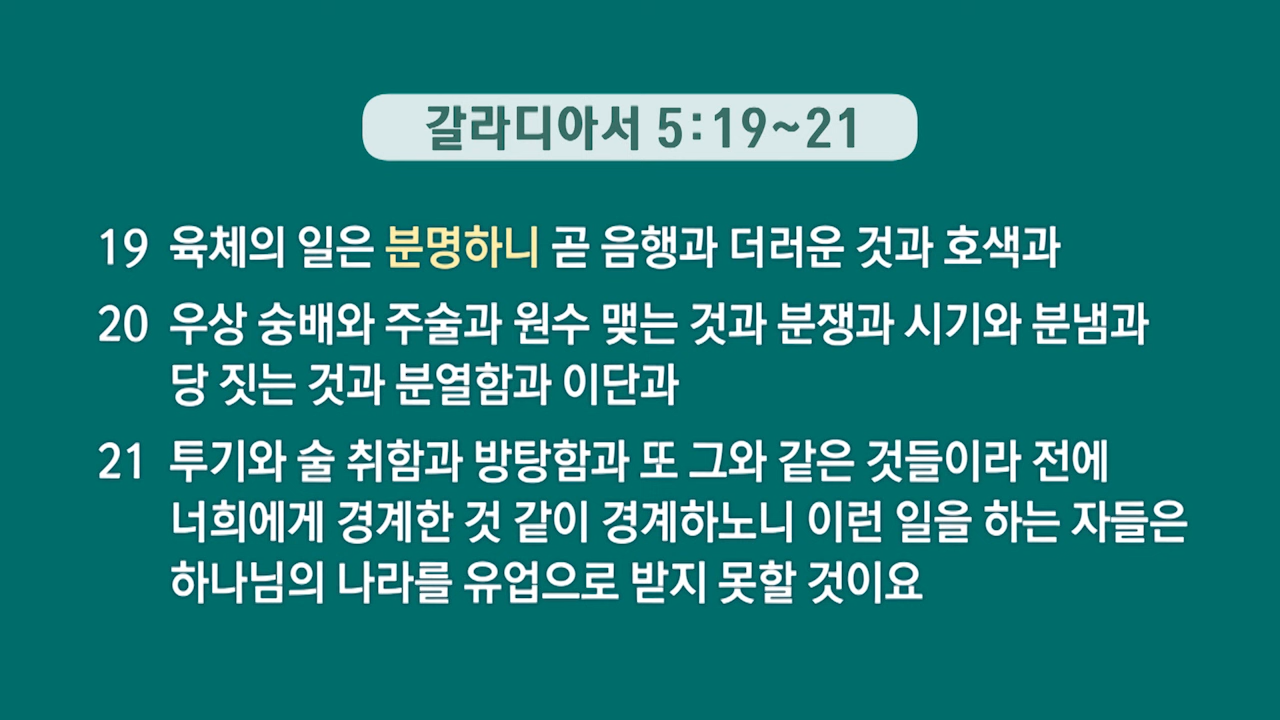 갈라디아서 5:19~21
19 육체의 일은 분명하니 곧 음행과 더러운 것과 호색과
20 우상 숭배와 주술과 원수 맺는 것과 분쟁과 시기와 분냄과
당 짓는 것과 분열함과 이단과
21 투기와 술 취함과 방탕함과 또 그와 같은 것들이라 전에
너희에게 경계한 것 같이 경계하노니 이런 일을 하는 자들은
하나님의 나라를 유업으로 받지 못할 것이요